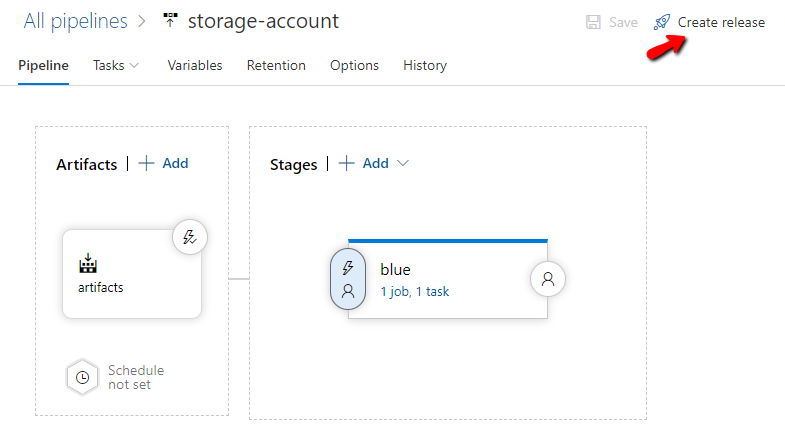 All pipelines > storage-account
Save
Create release
Pipeline Tasks Variables Retention Options History
Artifacts | + Add
Stages | + Add
artifacts
blue
1 job, 1 task
Schedule
not set